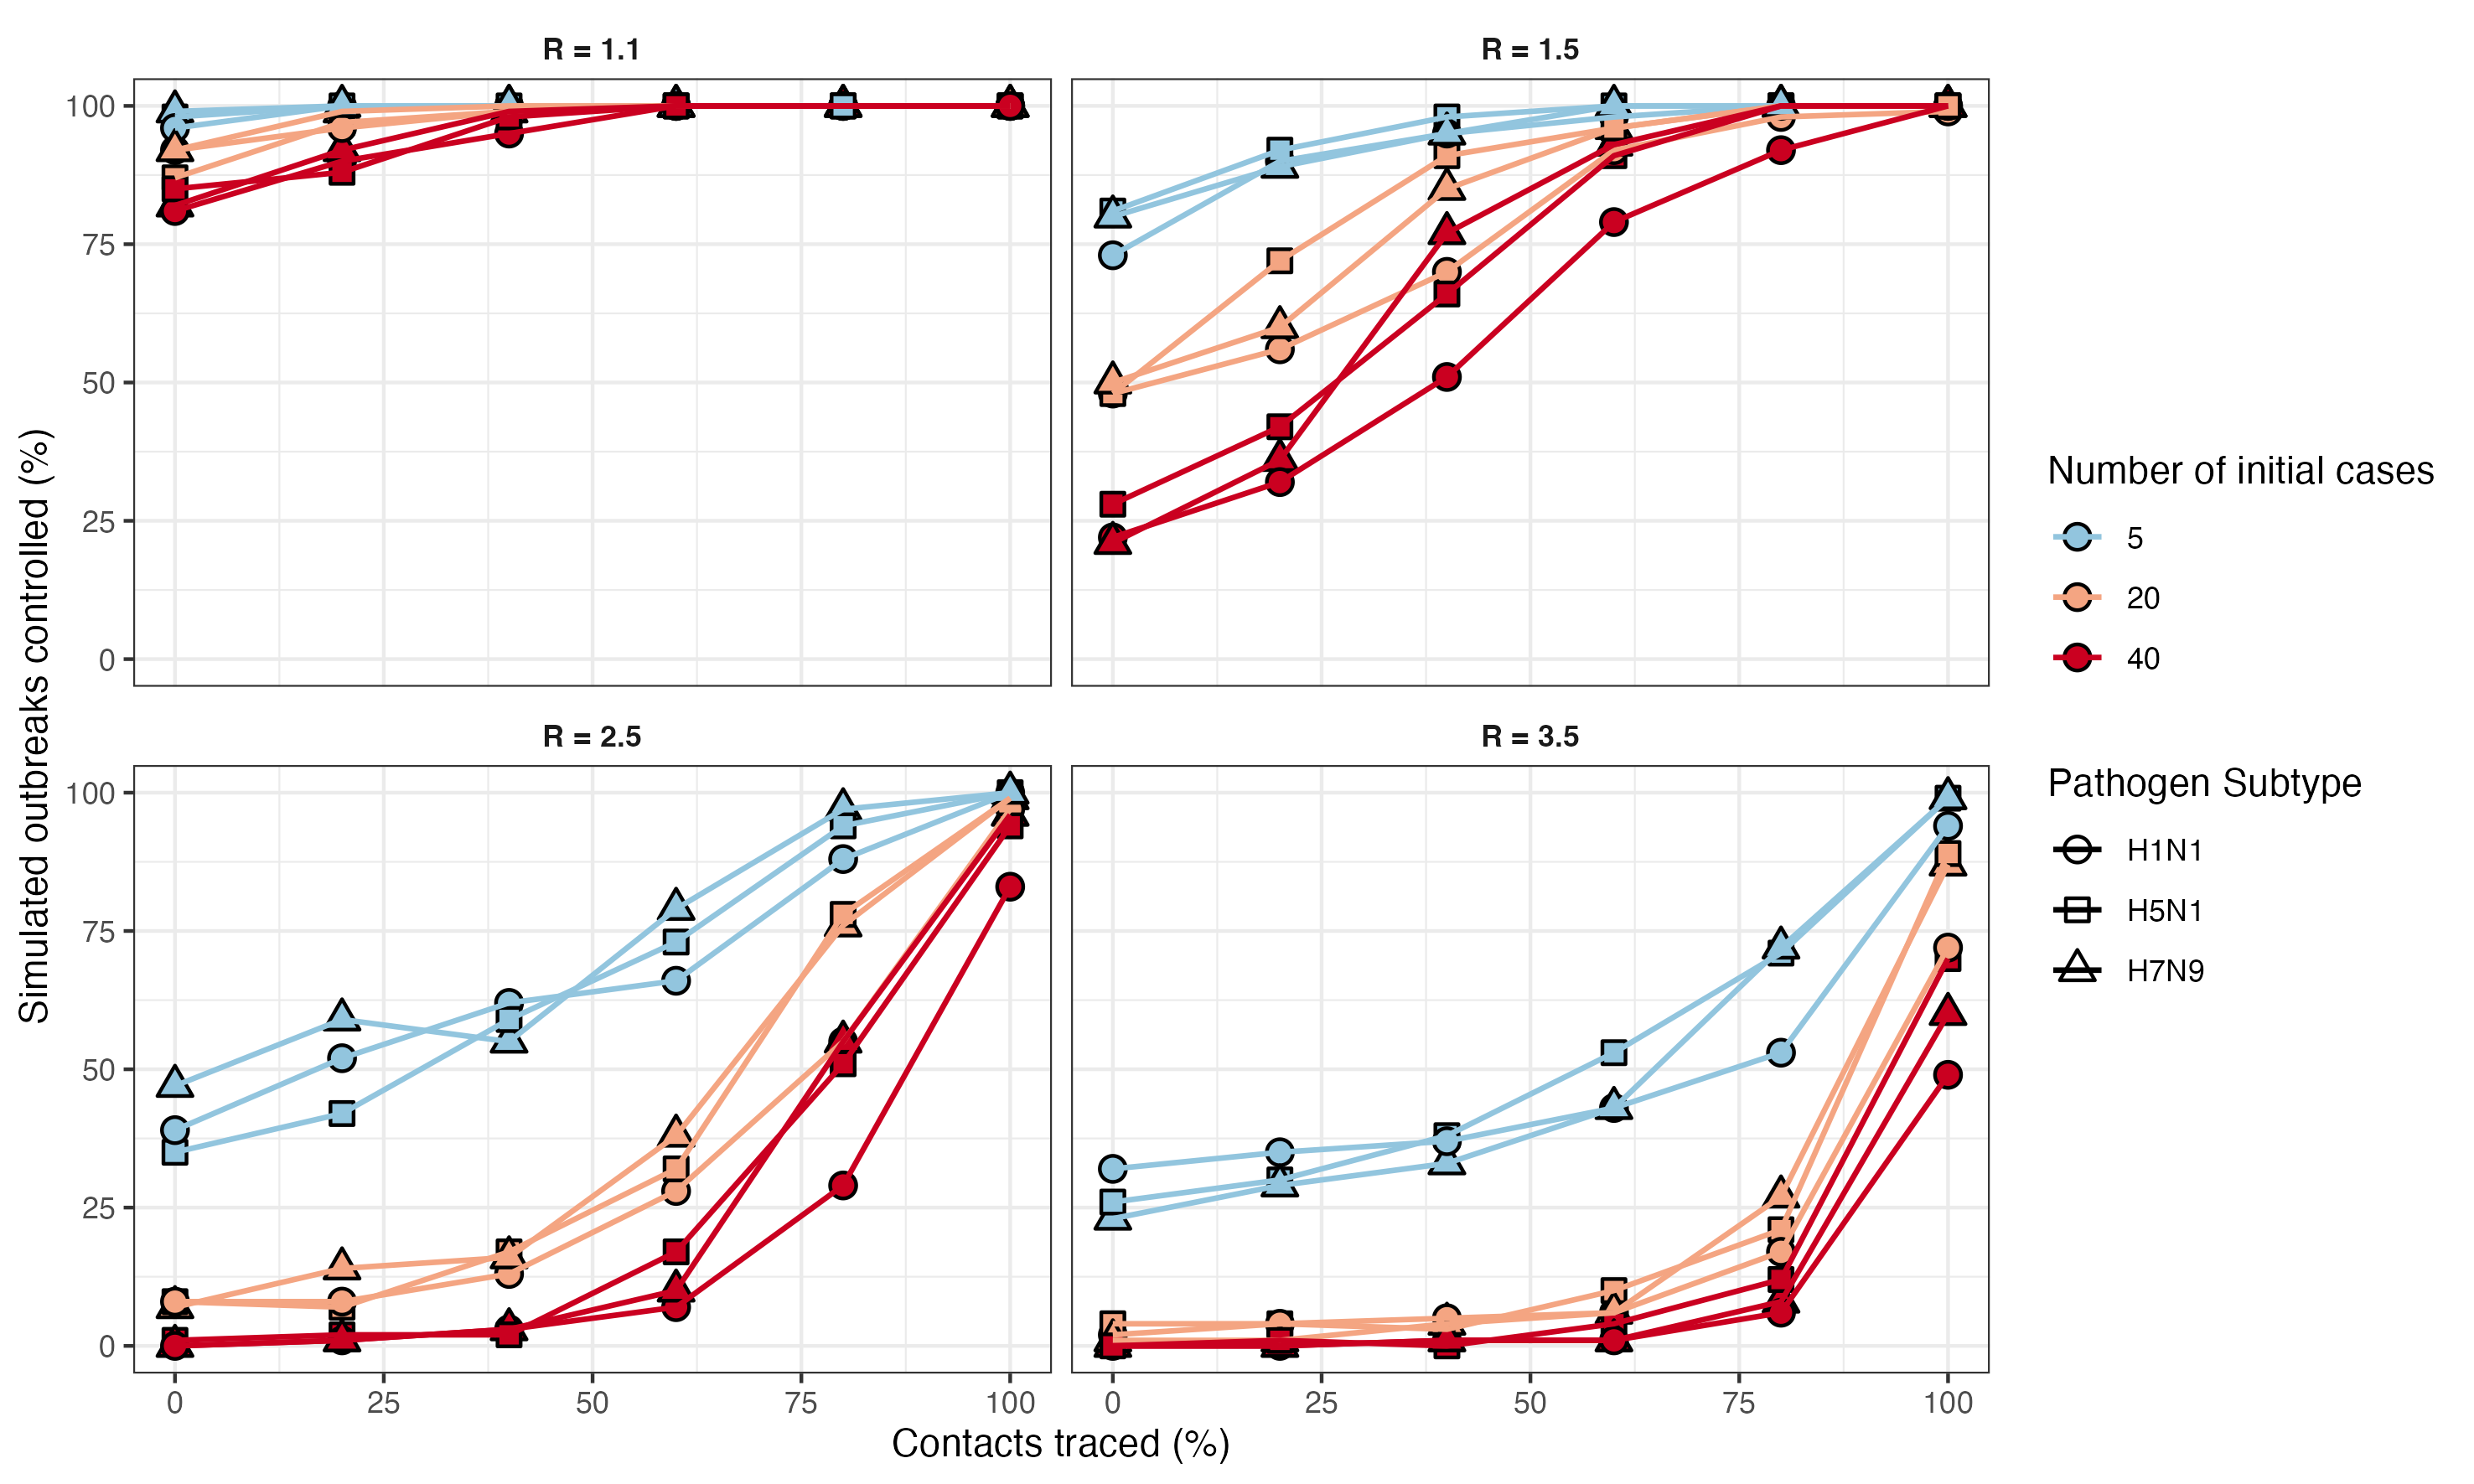 R = 1.1
R = 1.5
100
75
50
25
0
R = 2.5
R = 3.5
100
75
50
25
0
0 25 50 75 100
0 25 50 75 100
Contacts traced (%)
Simulated outbreaks controlled (%)
Number of initial cases
5
20
40
Pathogen Subtype
H1N1
H5N1
H7N9